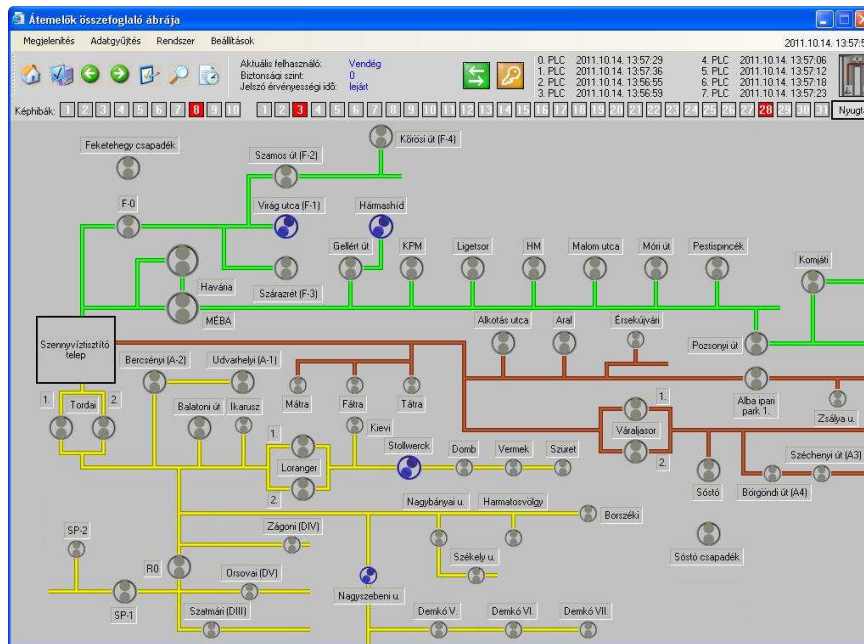 Átemelők összefoglaló ábrája
Megjelenítés Adatgyűjtés Rendszer Beállítások
2011.10.14. 13:57:5
Aktuális felhasználó: Vendég
Biztonsági szint: 0
Jelszó érvényességi idő: lejárt
0. PLC 2011.10.14. 13:57:29
1. PLC 2011.10.14. 13:57:36
2. PLC 2011.10.14. 13:56:55
3. PLC 2011.10.14. 13:56:59
4. PLC 2011.10.14. 13:57:06
5. PLC 2011.10.14. 13:57:12
6. PLC 2011.10.14. 13:57:18
7. PLC 2011.10.14. 13:57:23
Képhibák: 1 2 3 4 5 6 7 8 9 10 1 2 3 4 5 6 7 8 9 10 11 12 13 14 15 16 17 18 19 20 21 22 23 24 25 26 27 28 29 30 31 Nyugt
Kőrösi út (F-4)
Feketehegy csapadék
Szamos út (F-2)
F-0
Virág utca (F-1)
Hármashíd
Gellért út
KPM
Ligetsor
HM
Malom utca
Móri út
Pestispincék
Komjáti
Havária
Szárazrét (F-3)
MÉBA
Alkotás utca
Aral
Érsekújvári
Pozsonyi út
Szennyvíztisztító
telep
Bercsényi (A-2)
Udvarhelyi (A-1)
Mátra
Fátra
Tátra
Alba ipari
park 1.
Zsálya u.
1.
Tordai
2.
Balatoni út
Ikarusz
Kievi
1.
Váraljasor
2.
1.
Loranger
2.
Stollwerck
Domb
Vermek
Szüret
Széchenyi út (A3)
Sóstó
Börgöndi út (A4)
Nagybányai u.
Harmatosvölgy
Borszéki
Zágoni (DIV)
SP-2
Székely u.
Sóstó csapadék
R0
Orsovai (DV)
Nagyszebeni u.
SP-1
Szatmári (DIII)
Demkó V.
Demkó VI.
Demkó VII.